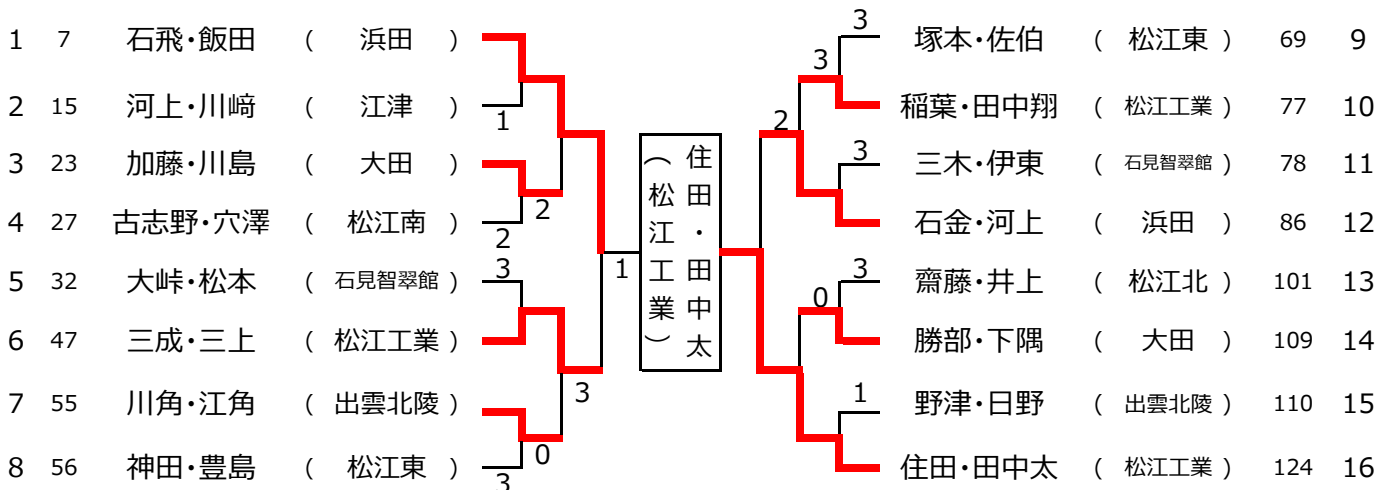 1 7 石飛・飯田 ( 浜田 )
2 15 河上・川﨑 ( 江津 )
1
3 23 加藤・川島 ( 大田 )
2
4 27 古志野・穴澤 ( 松江南 )
2
5 32 大峠・松本 ( 石見智翠館 )
3
6 47 三成・三上 ( 松江工業 )
3
7 55 川角・江角 ( 出雲北陵 )
0
8 56 神田・豊島 ( 松江東 )
3
1
住田・田中太
(松江工業)
3
塚本・佐伯 ( 松江東 ) 69 9
3
稲葉・田中翔 ( 松江工業 ) 77 10
2
3
三木・伊東 ( 石見智翠館 ) 78 11
石金・河上 ( 浜田 ) 86 12
3
齋藤・井上 ( 松江北 ) 101 13
0
勝部・下隅 ( 大田 ) 109 14
1
野津・日野 ( 出雲北陵 ) 110 15
住田・田中太 ( 松江工業 ) 124 16